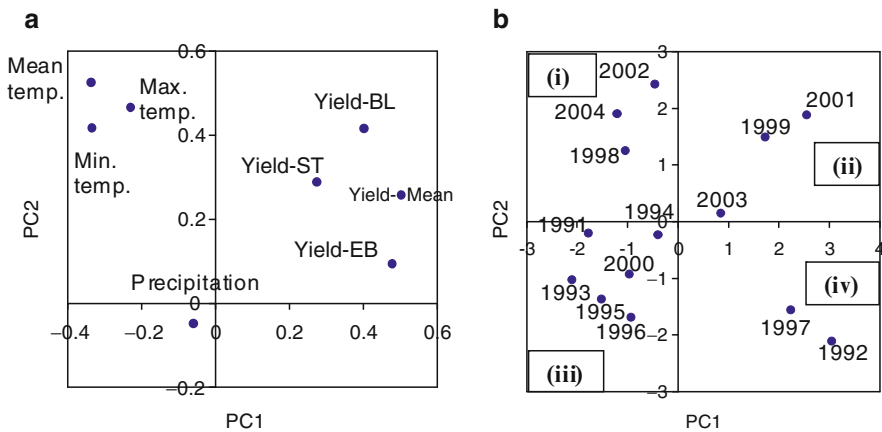 a
0.6
Mean
temp.
Max.
temp.
Min.
temp.
Yield-BL
0.4
Yield-ST
Yield-Mean
0.2
Yield-EB
Precipitation
0
−0.4
−0.2
0
0.2
0.4
0.6
−0.2
PC2
PC1
b
3
(i)
2002
2001
2004
2
1999
1998
1
(ii)
2003
1991
1994
0
−3
−2
−1
0
1
2
3
4
2000
−1
(iv)
1993
1995
1996
−2
1997
1992
(iii)
−3
PC2
PC1